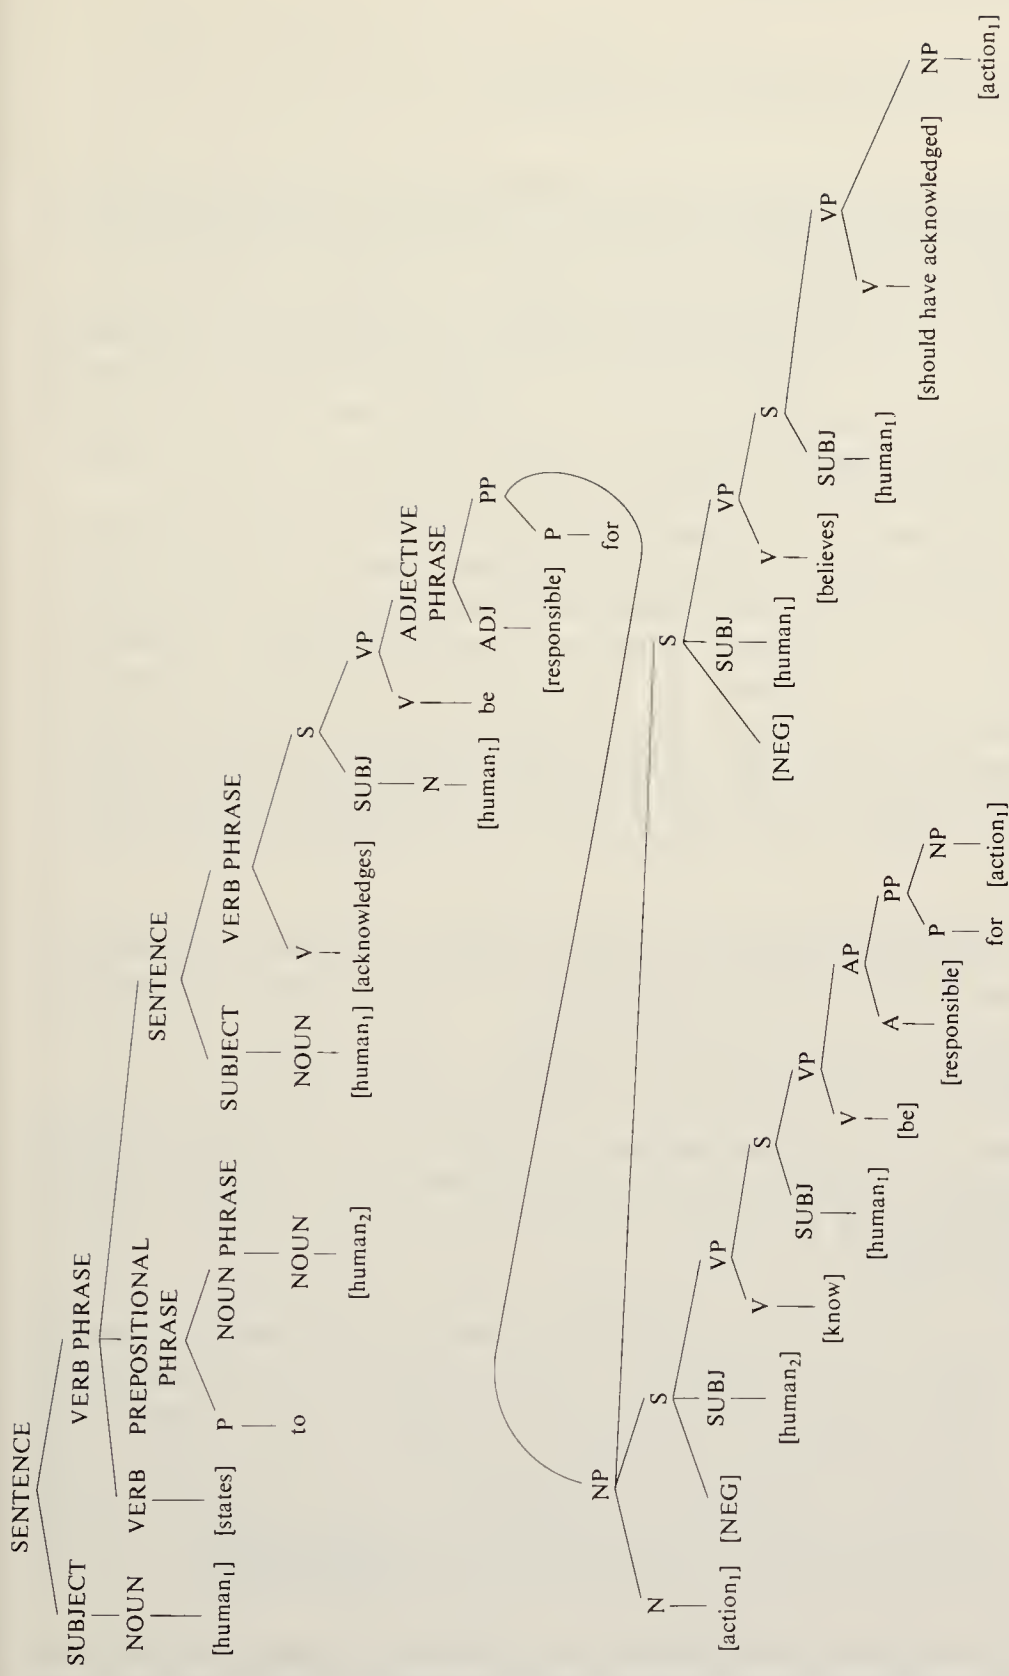 SENTENCE
SUBJECT VERB PHRASE
NOUN VERB PREPOSITIONAL PHRASE SENTENCE
[human₁] [states] P NOUN PHRASE SUBJECT VERB PHRASE
to NOUN NOUN V S
[human₂] [human₁] [acknowledges] SUBJ VP
N V ADJECTIVE PHRASE
[human₁] be ADJ PP
[responsible] P
for
NP
N S S
[action₁] [NEG] SUBJ VP [NEG] SUBJ VP
[human₂] V S [human₁] V S
[know] SUBJ VP [believes] SUBJ VP
[human₁] V AP [human₁] V NP
[be] A PP [should have acknowledged] [action₁]
[responsible] P NP
for [action₁]